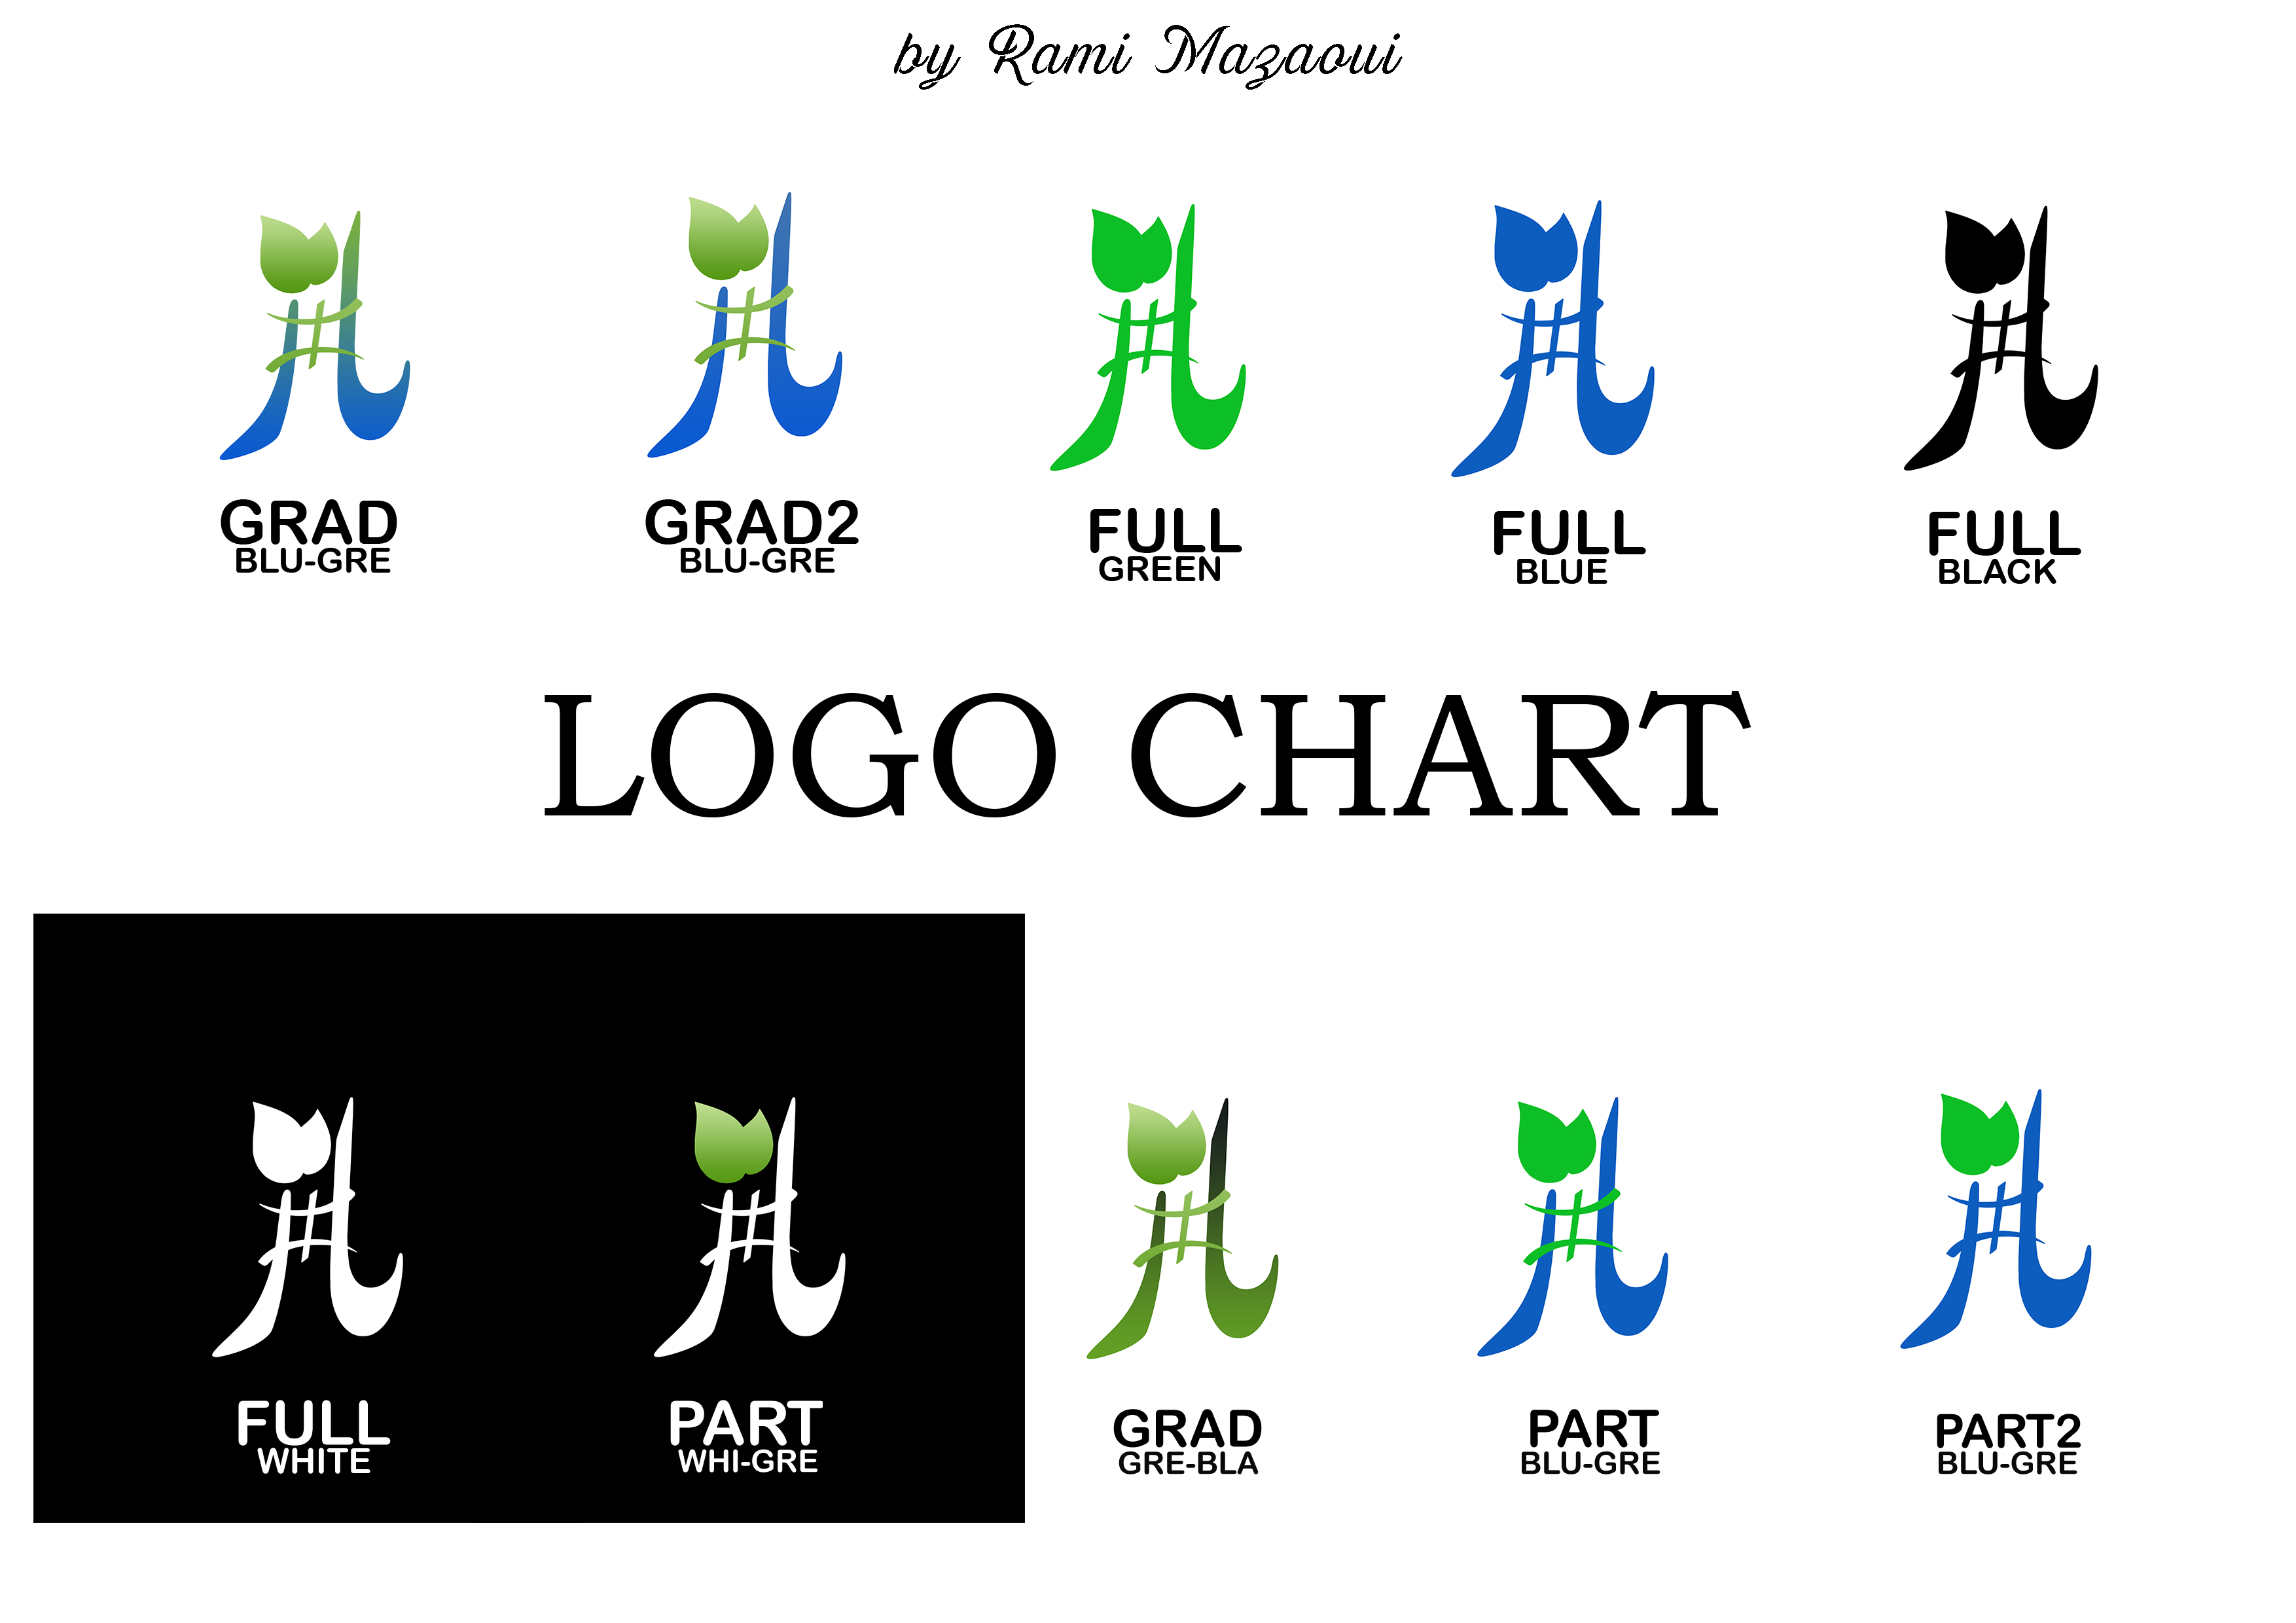 by Rami Mazaoui
GRAD
BLU-GRE
GRAD2
BLU-GRE
FULL
GREEN
FULL
BLUE
FULL
BLACK
LOGO CHART
FULL
WHITE
PART
WHI-GRE
GRAD
GRE-BLA
PART
BLU-GRE
PART2
BLU-GRE